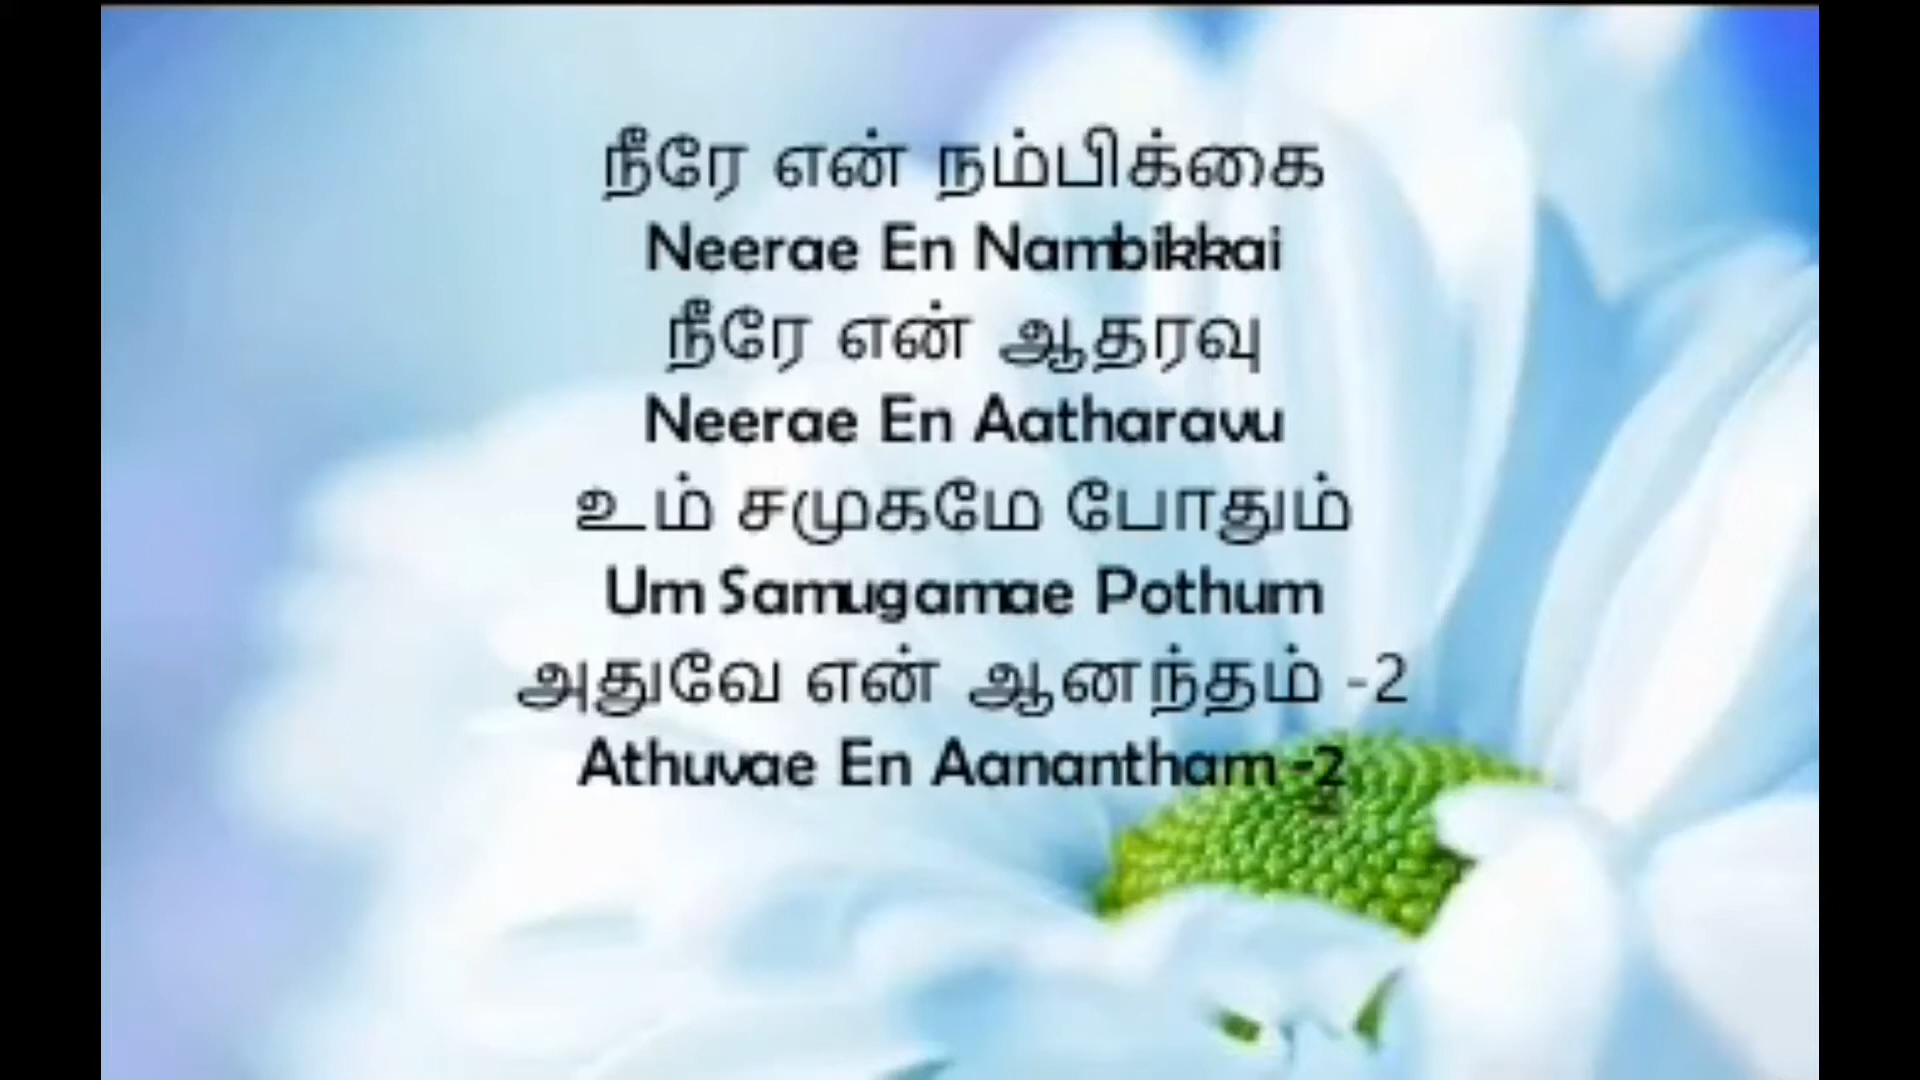 நீரே என் நம்பிக்கை
Neerae En Nambikkai
நீரே என் ஆதரவு
Neerae En Aatharavu
உம் சமுகமே போதும்
Um Samugamae Pothum
அதுவே என் ஆனந்தம் -2
Athuvae En Aanantham -2